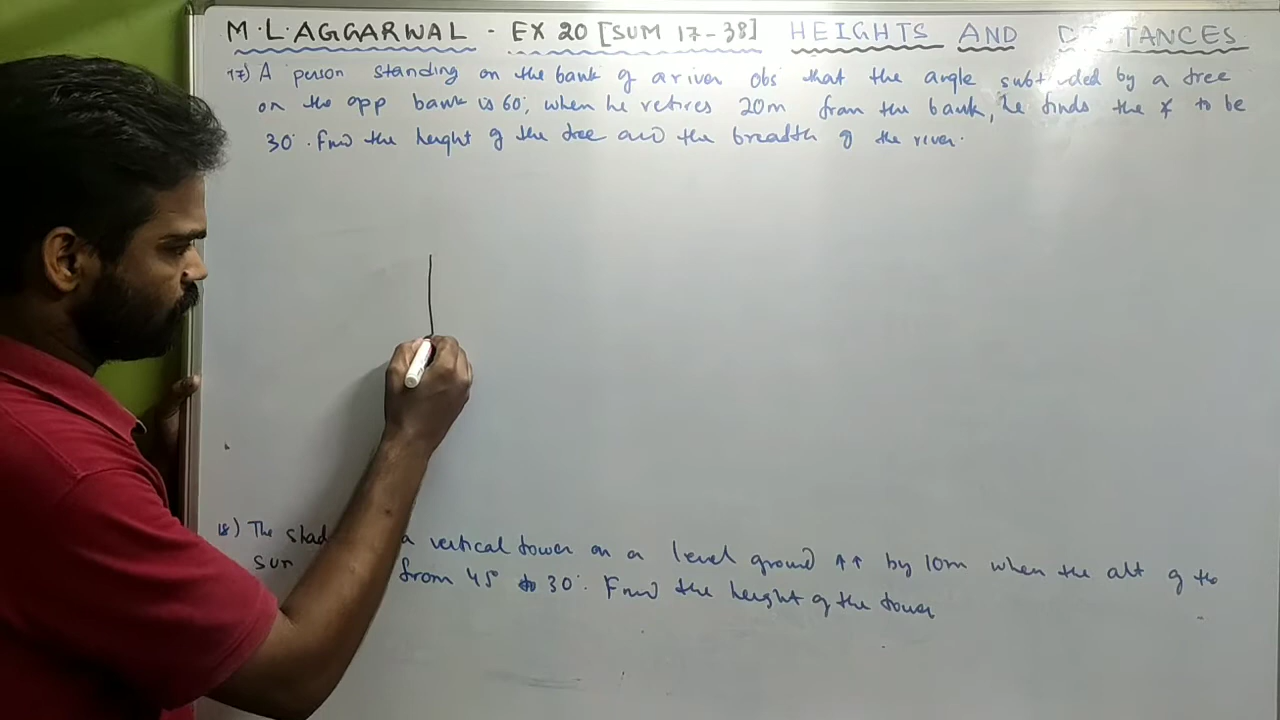 M.L.AGGARWAL - EX 20 [SUM 17-38] HEIGHTS AND D TANCES
17) A person standing on the bank of a river obs that the angle subt ded by a tree
on the opp bank is 60°, when he retires 20m from the bank, he finds the ∠ to be
30°. Find the height of the tree and the breadth of the river.
18) The shad a vertical tower on a level ground ↑↑ by 10m when the alt of the
sun from 45° to 30°. Find the height of the tower